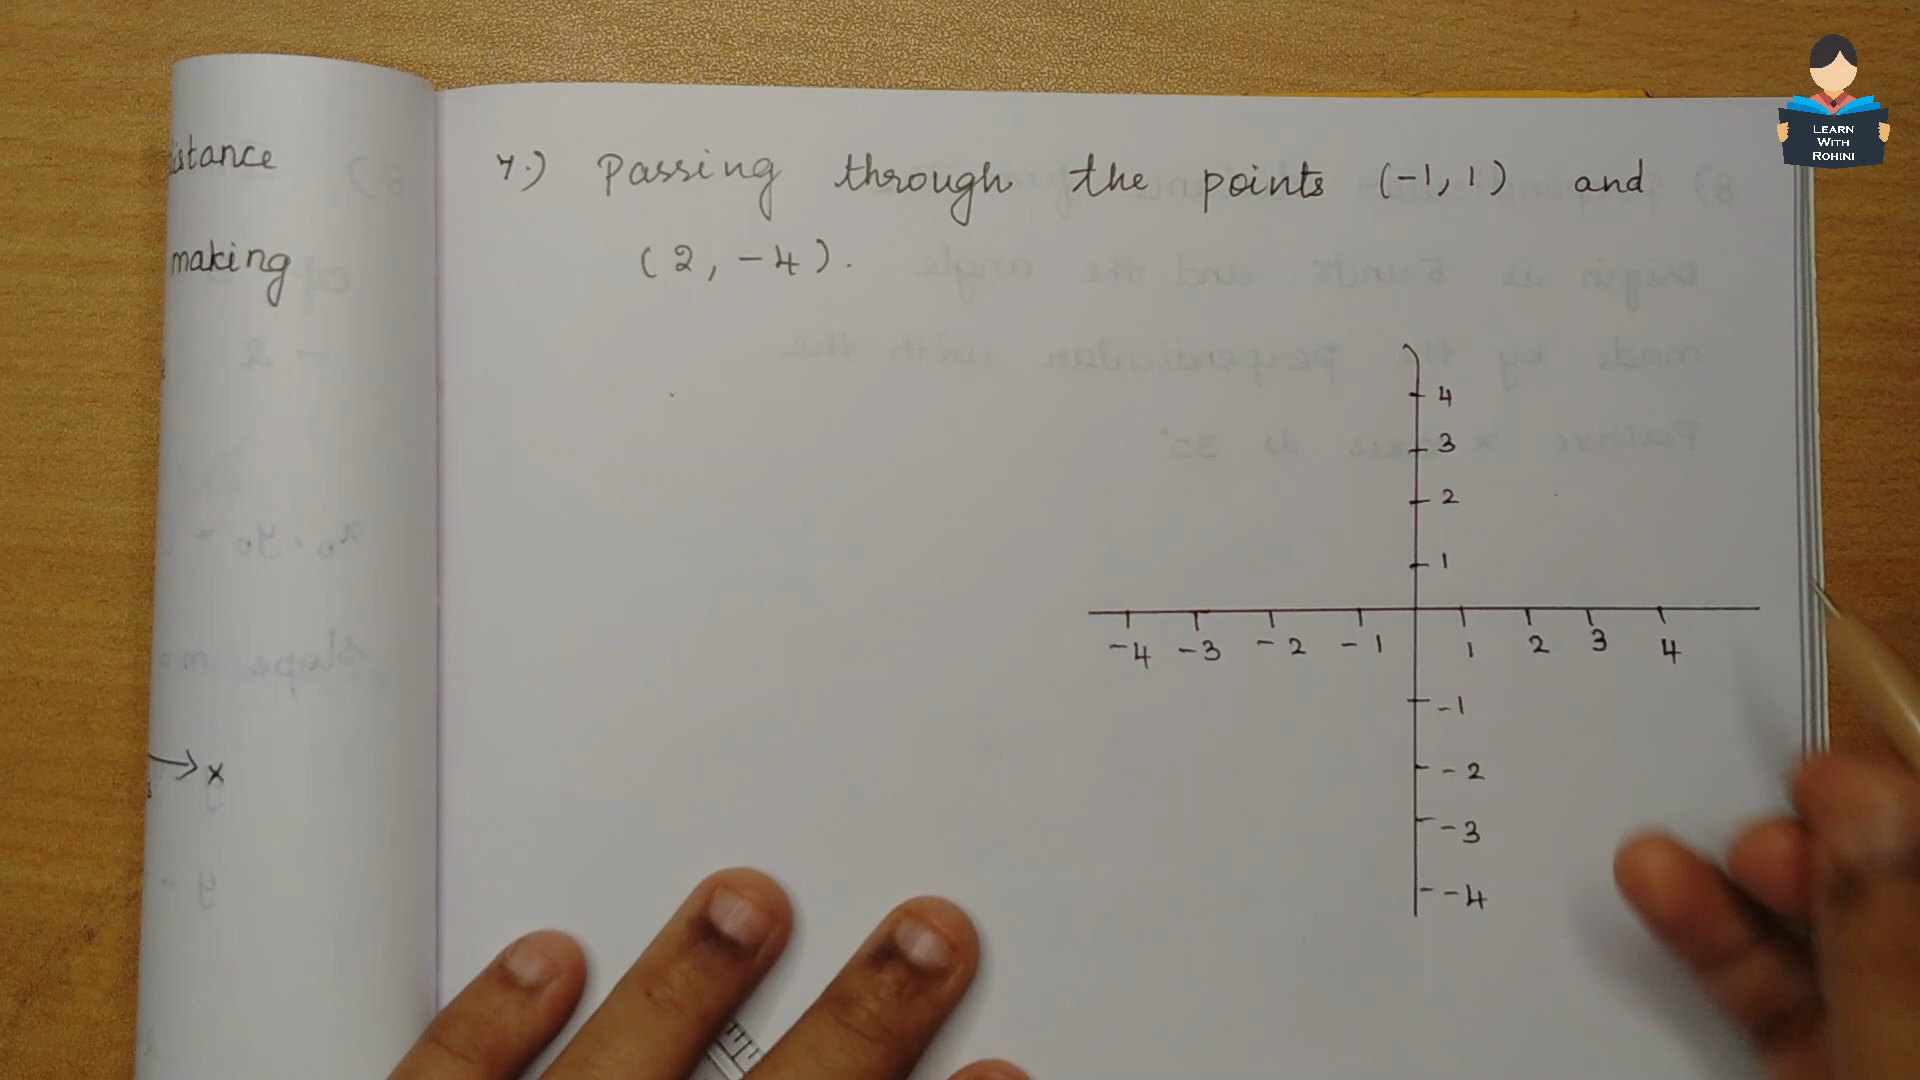 LEARN
WITH
ROHINI
istance
making
x
7.) Passing through the points (-1, 1) and
(2, -4).
4
3
2
1
-4 -3 -2 -1 1 2 3 4
-1
-2
-3
-4